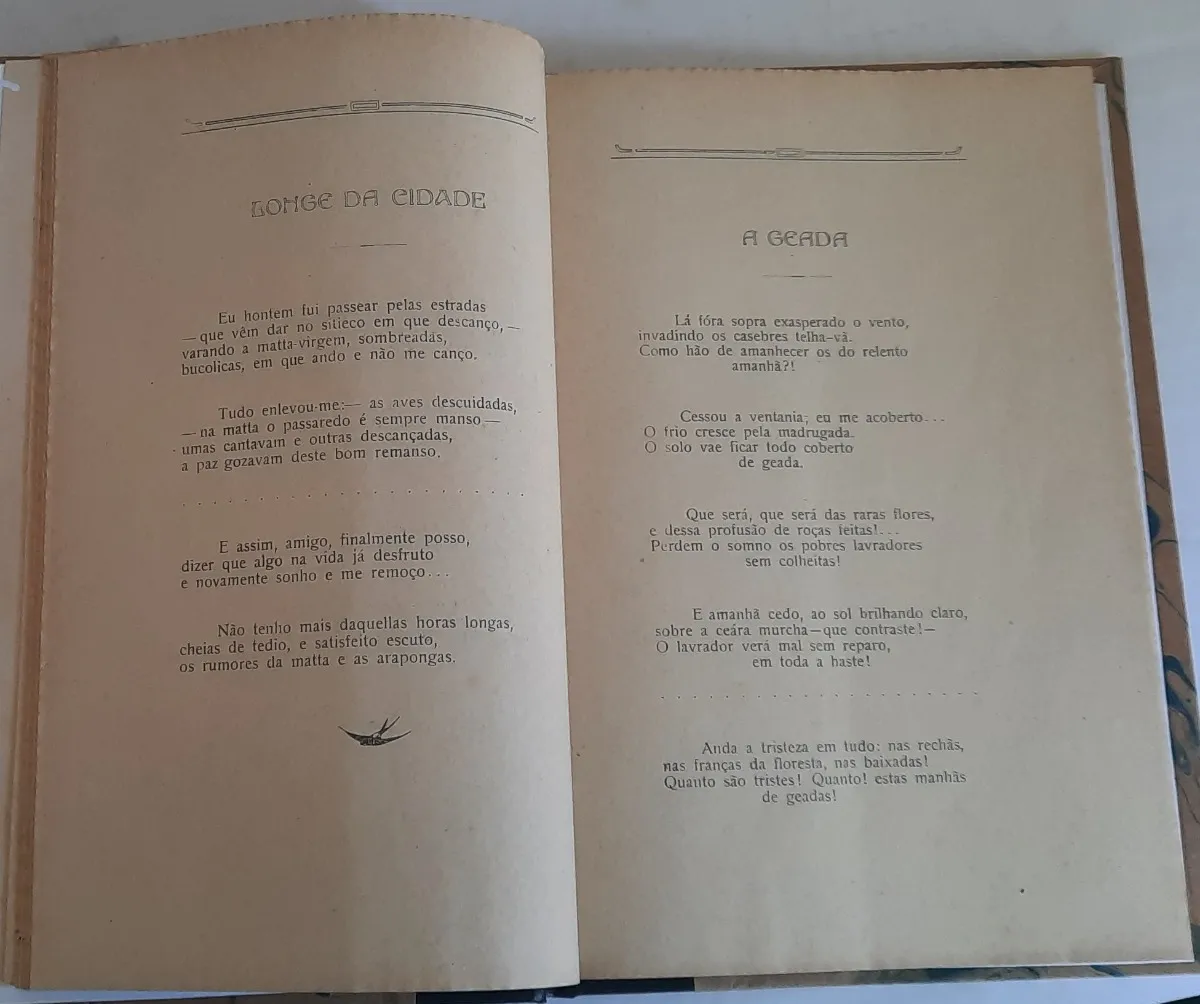 LONGE DA CIDADE
Eu hontem fui passear pelas estradas
—que vêm dar no sitieco em que descanço,—
varando a matta-virgem, sombreadas,
bucolicas, em que ando e não me canço.
Tudo enlevou-me:— as aves descuidadas,
—na matta o passaredo é sempre manso—
umas cantavam e outras descançadas,
a paz gozavam deste bom remanso.
. . . . . . . . . . . . . . . . . . . . . .
E assim, amigo, finalmente posso,
dizer que algo na vida já desfruto
e novamente sonho e me remoço...
Não tenho mais daquellas horas longas,
cheias de tedio, e satisfeito escuto,
os rumores da matta e as arapongas.
A GEADA
Lá fóra sopra exasperado o vento,
invadindo os casebres telha-vã.
Como hão de amanhecer os do relento
amanhã?!
Cessou a ventania; eu me acoberto...
O frio cresce pela madrugada.
O solo vae ficar todo coberto
de geada.
Que será, que será das raras flores,
e dessa profusão de roças feitas!...
Perdem o somno os pobres lavradores
sem colheitas!
E amanhã cedo, ao sol brilhando claro,
sobre a ceára murcha—que contraste!—
O lavrador verá mal sem reparo,
em toda a haste!
. . . . . . . . . . . . . . . . . . . . .
Anda a tristeza em tudo: nas rechãs,
nas franças da floresta, nas baixadas!
Quanto são tristes! Quanto! estas manhãs
de geadas!